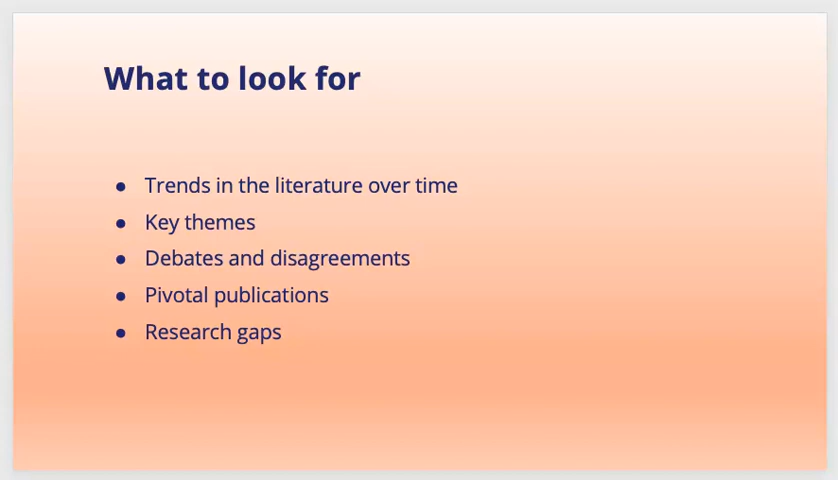 What to look for
● Trends in the literature over time
● Key themes
● Debates and disagreements
● Pivotal publications
● Research gaps